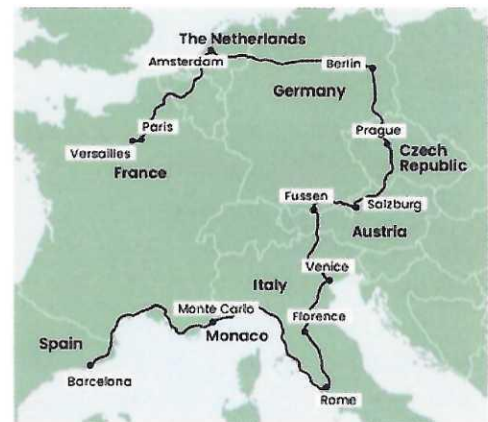 The Netherlands
Amsterdam
Berlin
Germany
Paris
Versailles
France
Prague
Czech
Republic
Fussen
Salzburg
Austria
Venice
Italy
Monte Carlo
Florence
Monaco
Spain
Barcelona
Rome